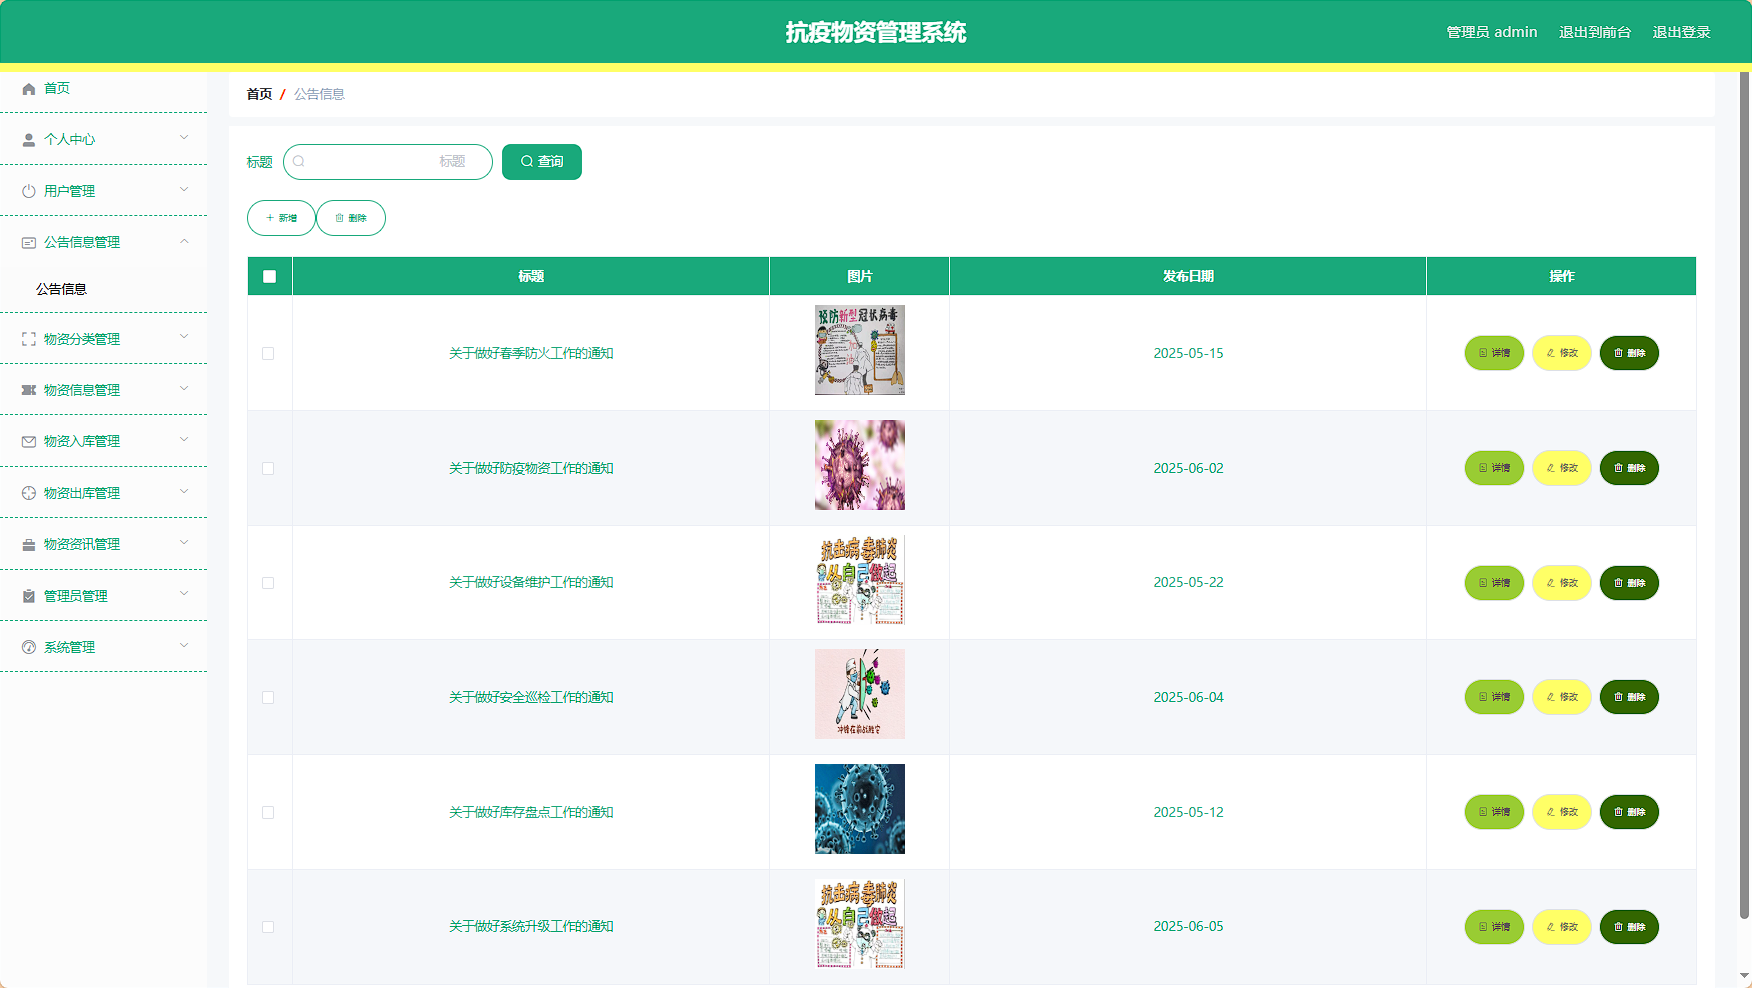 抗疫物资管理系统
管理员 admin 退出到前台 退出登录
首页
个人中心
用户管理
公告信息管理
公告信息
物资分类管理
物资信息管理
物资入库管理
物资出库管理
物资资讯管理
管理员管理
系统管理
首页 / 公告信息
标题 标题 查询
新增 删除
标题 图片 发布日期 操作
预防新型冠状病毒
关于做好春季防火工作的通知 2025-05-15 详情 修改 删除
关于做好防疫物资工作的通知 2025-06-02 详情 修改 删除
抗击病毒肺炎
从自己做起
关于做好设备维护工作的通知 2025-05-22 详情 修改 删除
关于做好安全巡检工作的通知 2025-06-04 详情 修改 删除
关于做好库存盘点工作的通知 2025-05-12 详情 修改 删除
抗击病毒肺炎
从自己做起
关于做好系统升级工作的通知 2025-06-05 详情 修改 删除